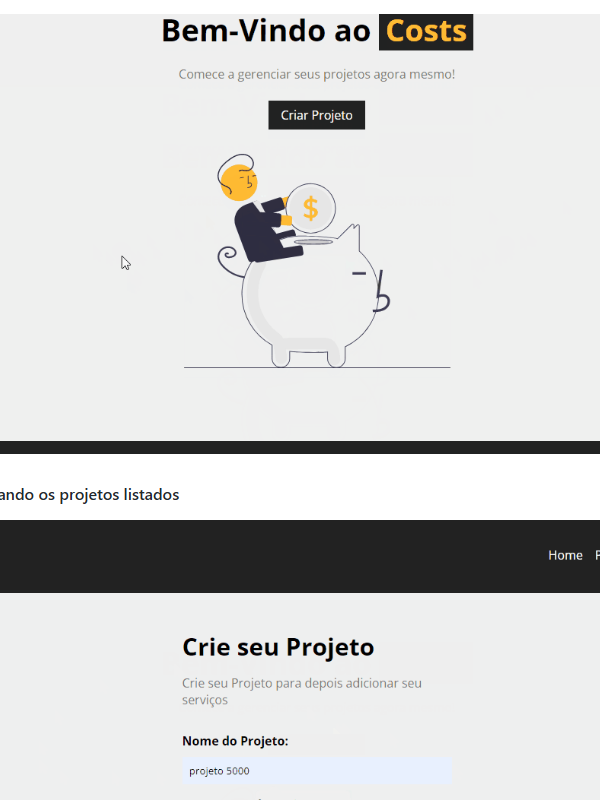 Bem-Vindo ao Costs
Comece a gerenciar seus projetos agora mesmo!
Criar Projeto
$
ando os projetos listados
Home
Crie seu Projeto
Crie seu Projeto para depois adicionar seu
serviços
Nome do Projeto:
projeto 5000